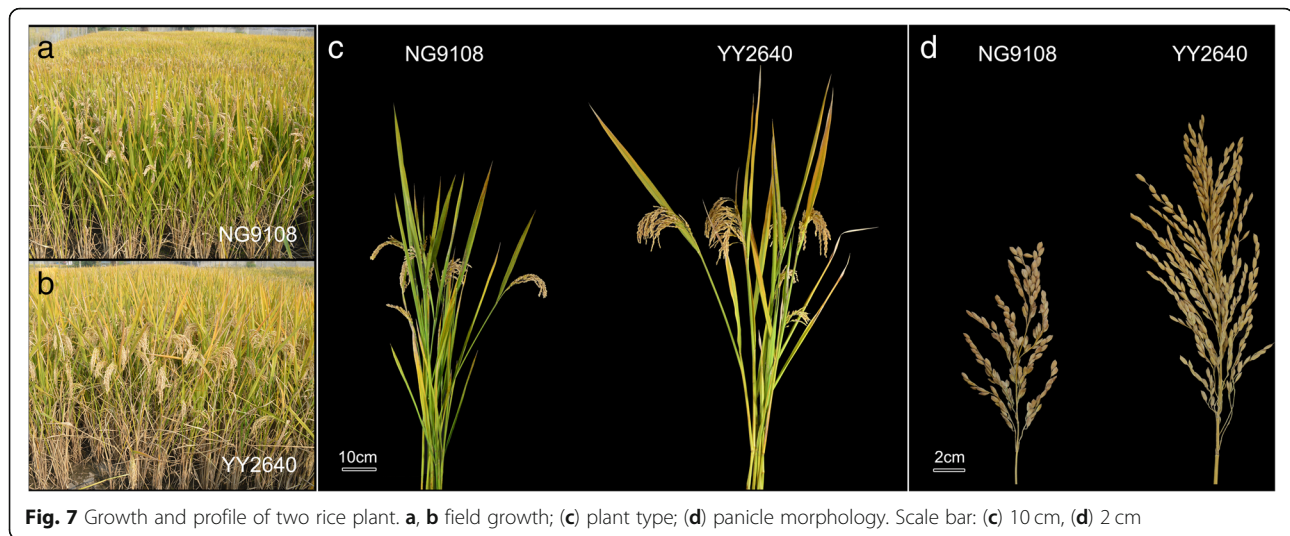 a
NG9108
b
YY2640
c
NG9108
YY2640
10cm
d
NG9108
YY2640
2cm
Fig. 7 Growth and profile of two rice plant. a, b field growth; (c) plant type; (d) panicle morphology. Scale bar: (c) 10 cm, (d) 2 cm